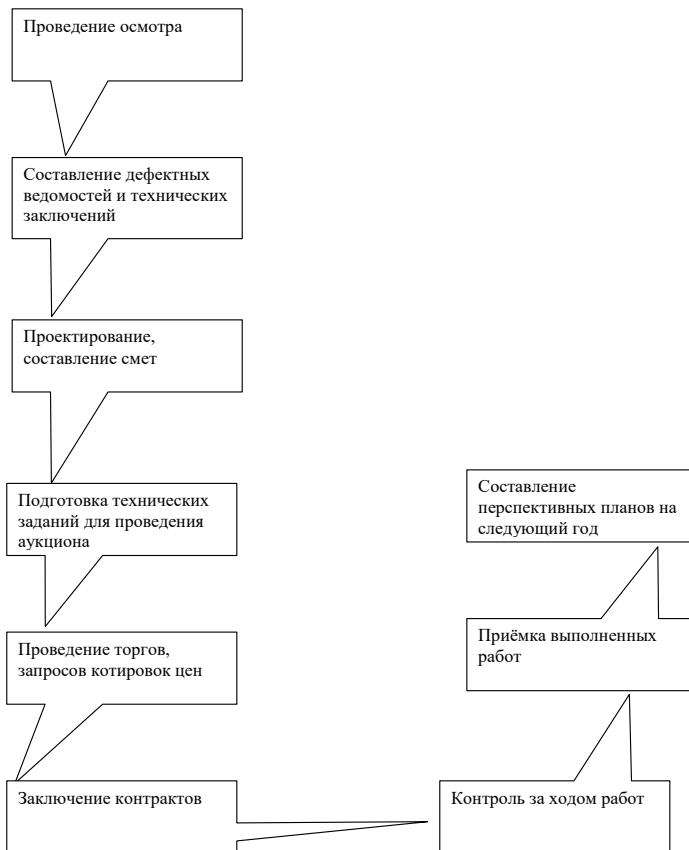 Проведение осмотра
Составление дефектных
ведомостей и технических
заключений
Проектирование,
составление смет
Подготовка технических
заданий для проведения
аукциона
Проведение торгов,
запросов котировок цен
Заключение контрактов
Контроль за ходом работ
Приёмка выполненных
работ
Составление
перспективных планов на
следующий год